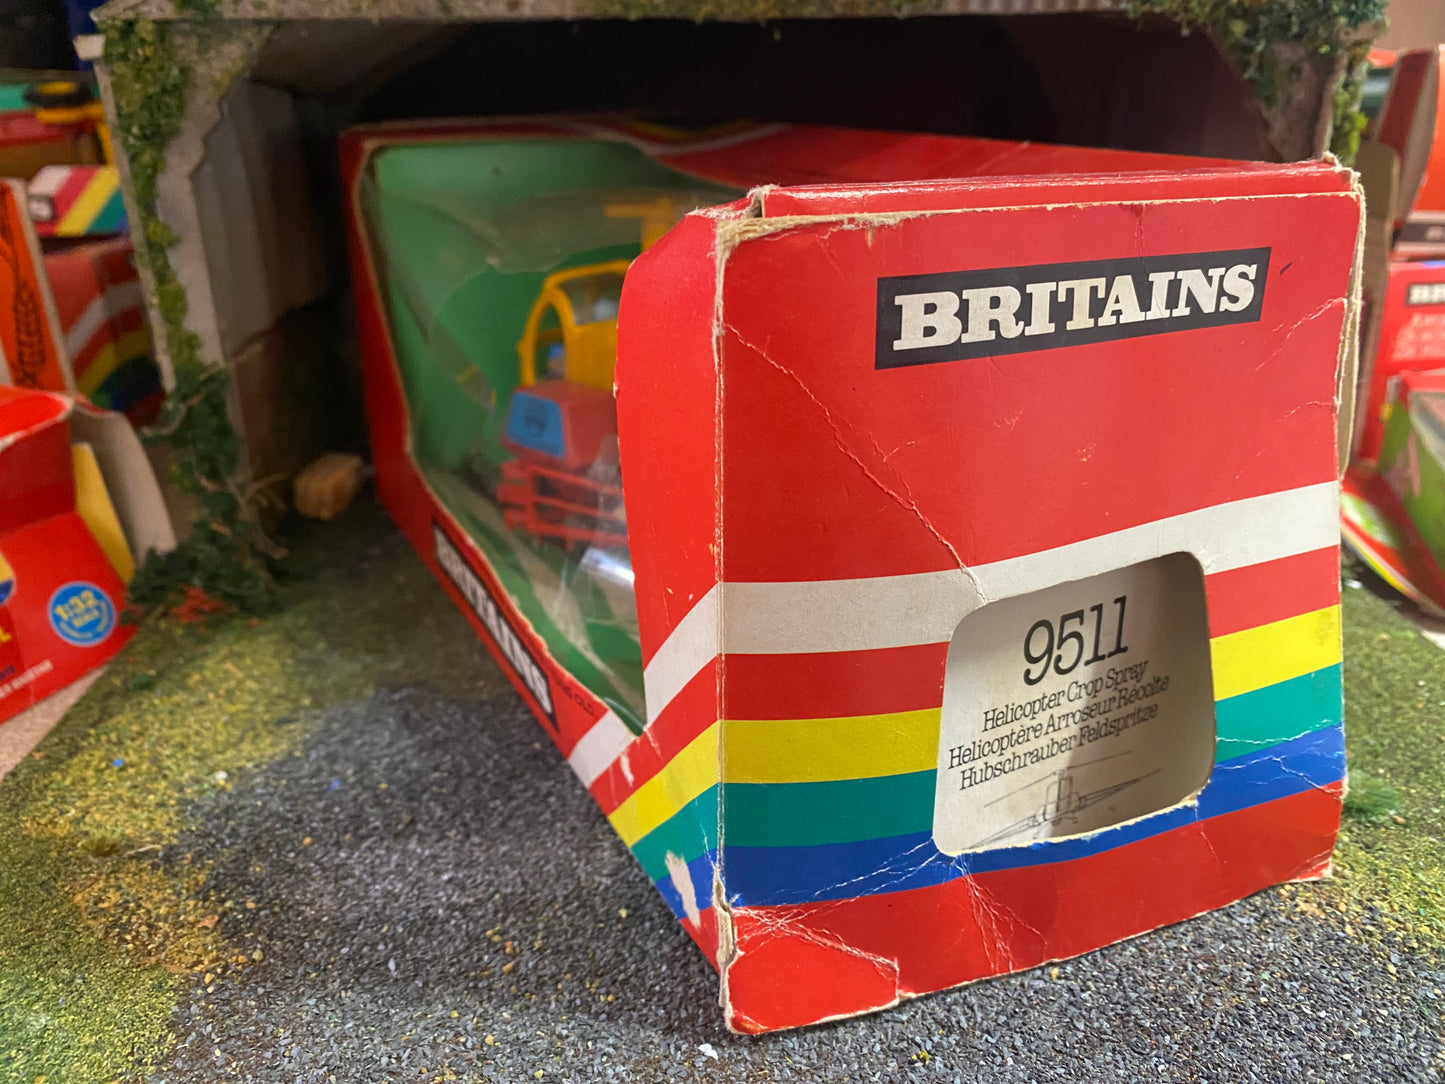 BRITAINS
9511
Helicopter Crop Spray
Helicoptère Arroseur Récolte
Hubschrauber Feldspritze
BRITAINS
1:32